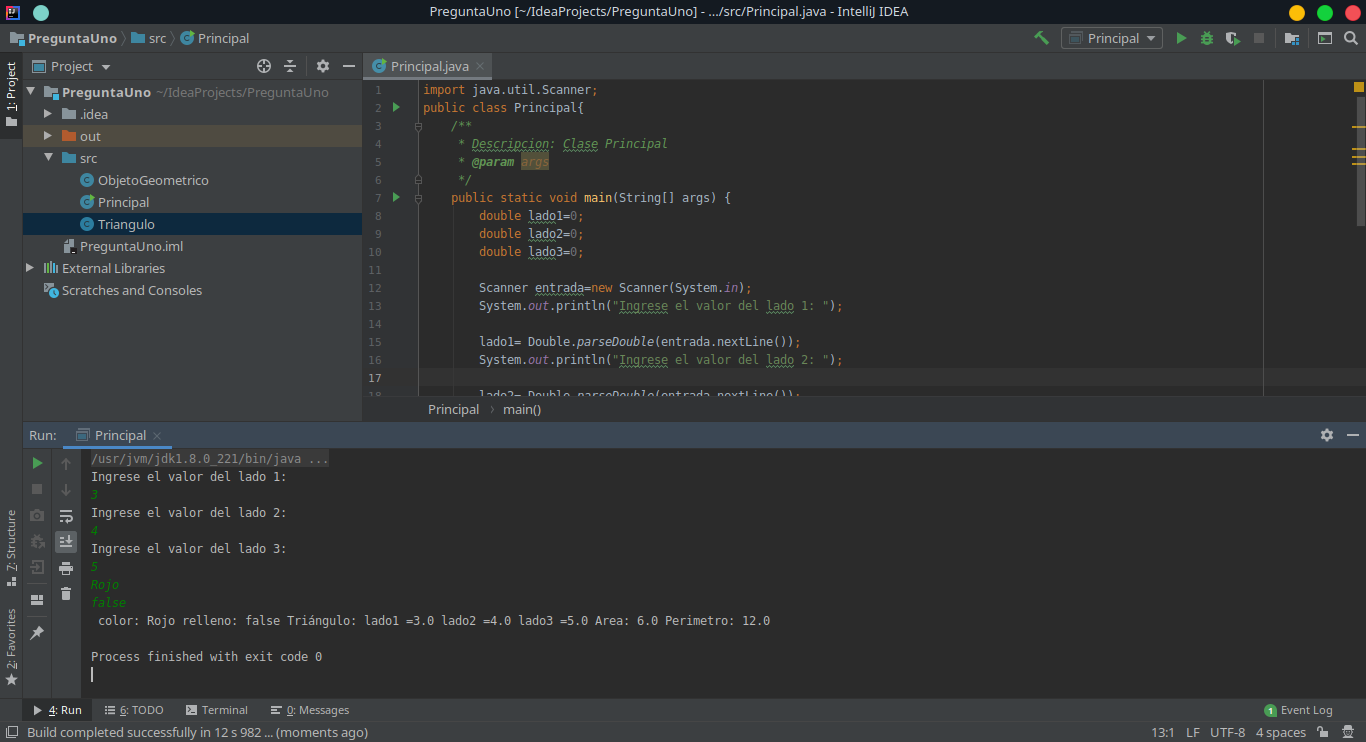 PreguntaUno [~/IdeaProjects/PreguntaUno] - .../src/Principal.java - IntelliJ IDEA
PreguntaUno
src
Principal
Principal
1: Project
Project
Principal.java
PreguntaUno ~/IdeaProjects/PreguntaUno
.idea
out
src
ObjetoGeometrico
Principal
Triangulo
PreguntaUno.iml
External Libraries
Scratches and Consoles
1 import java.util.Scanner;
2 public class Principal{
3 /**
4 * Descripcion: Clase Principal
5 * @param args
6 */
7 public static void main(String[] args) {
8 double lado1=0;
9 double lado2=0;
10 double lado3=0;
11
12 Scanner entrada=new Scanner(System.in);
13 System.out.println("Ingrese el valor del lado 1: ");
14
15 lado1= Double.parseDouble(entrada.nextLine());
16 System.out.println("Ingrese el valor del lado 2: ");
17
18 lado2= Double.parseDouble(entrada.nextLine());
Principal
main()
Run:
Principal
/usr/jvm/jdk1.8.0_221/bin/java ...
Ingrese el valor del lado 1:
3
Ingrese el valor del lado 2:
4
Ingrese el valor del lado 3:
5
Rojo
false
color: Rojo relleno: false Triángulo: lado1 =3.0 lado2 =4.0 lado3 =5.0 Area: 6.0 Perimetro: 12.0
Process finished with exit code 0
7: Structure
2: Favorites
4: Run
6: TODO
Terminal
0: Messages
1 Event Log
Build completed successfully in 12 s 982 ... (moments ago)
13:1 LF UTF-8 4 spaces